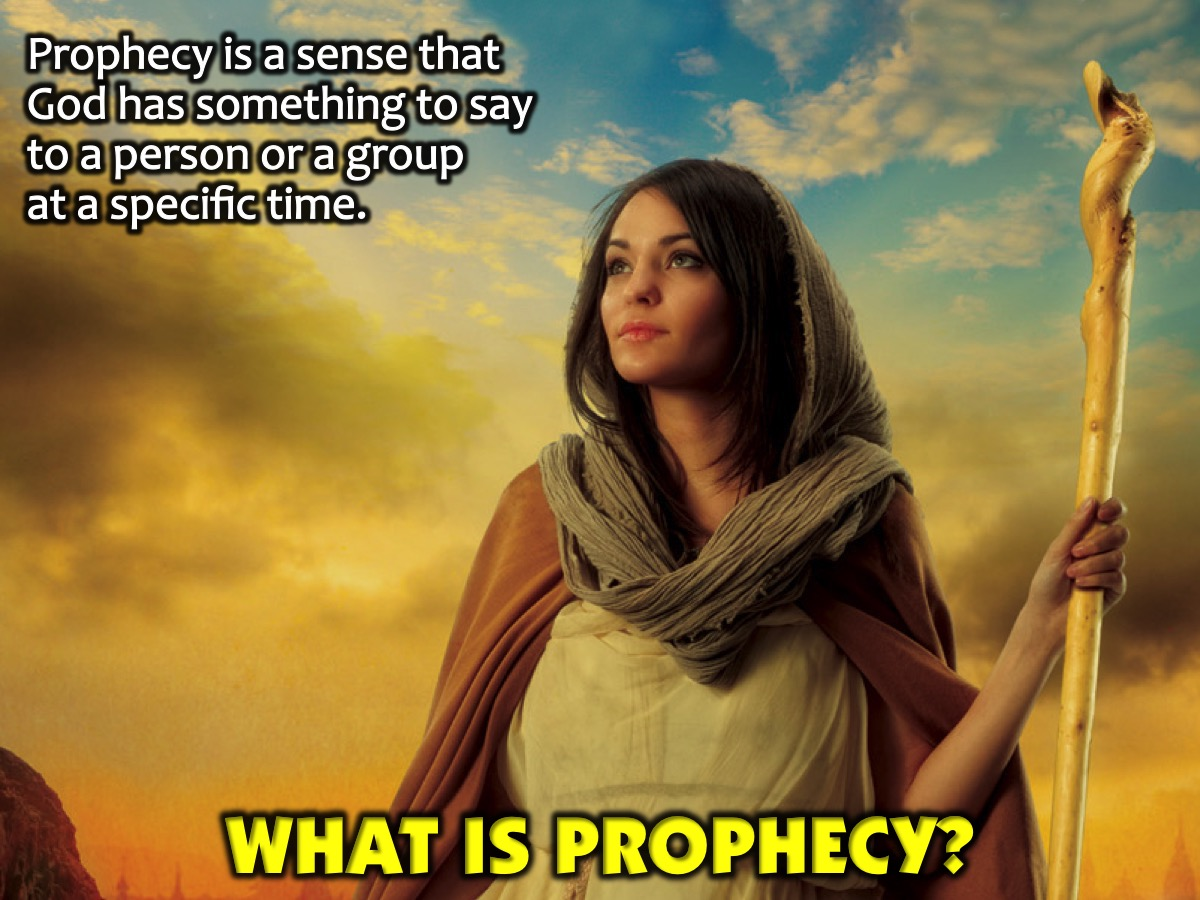 Prophecy is a sense that
God has something to say
to a person or a group
at a specific time.
WHAT IS PROPHECY?